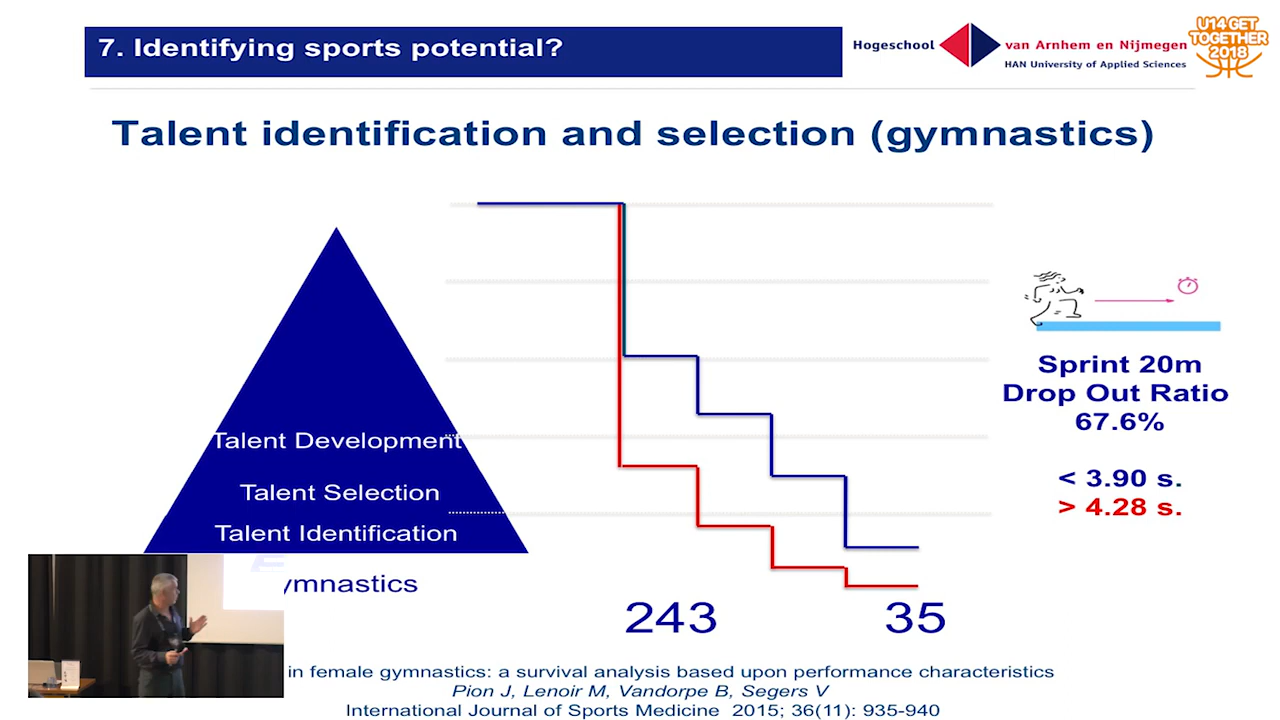 7. Identifying sports potential?
Hogeschool van Arnhem en Nijmegen
HAN University of Applied Sciences
U14 GET
TOGETHER
2018
Talent identification and selection (gymnastics)
Talent Development
Talent Selection
Talent Identification
ymnastics
Sprint 20m
Drop Out Ratio
67.6%
< 3.90 s.
> 4.28 s.
243 35
in female gymnastics: a survival analysis based upon performance characteristics
Pion J, Lenoir M, Vandorpe B, Segers V
International Journal of Sports Medicine 2015; 36(11): 935-940